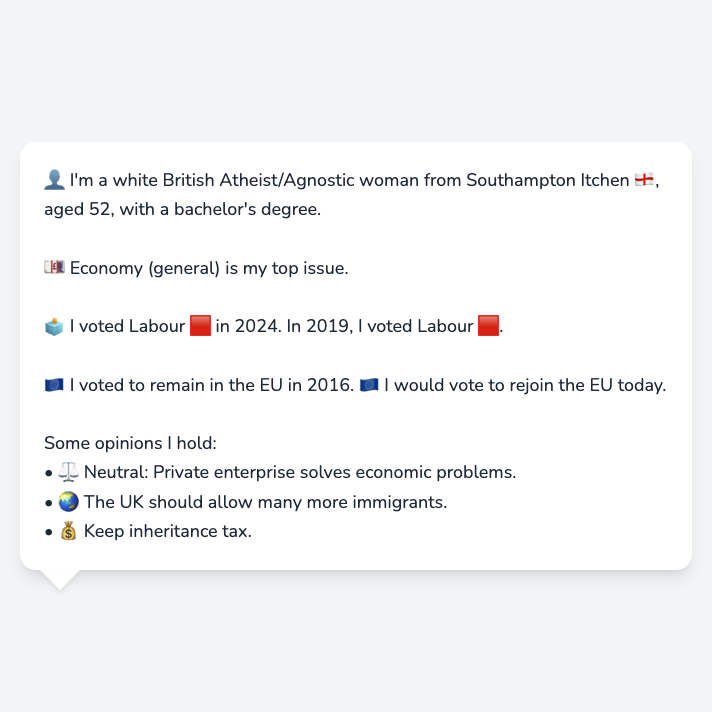 👤 I'm a white British Atheist/Agnostic woman from Southampton Itchen 🏴󠁧󠁢󠁥󠁮󠁧󠁿,
aged 52, with a bachelor's degree.
💷 Economy (general) is my top issue.
🗳️ I voted Labour 🟥 in 2024. In 2019, I voted Labour 🟥.
🇪🇺 I voted to remain in the EU in 2016. 🇪🇺 I would vote to rejoin the EU today.
Some opinions I hold:
• ⚖️ Neutral: Private enterprise solves economic problems.
• 🌏 The UK should allow many more immigrants.
• 💰 Keep inheritance tax.